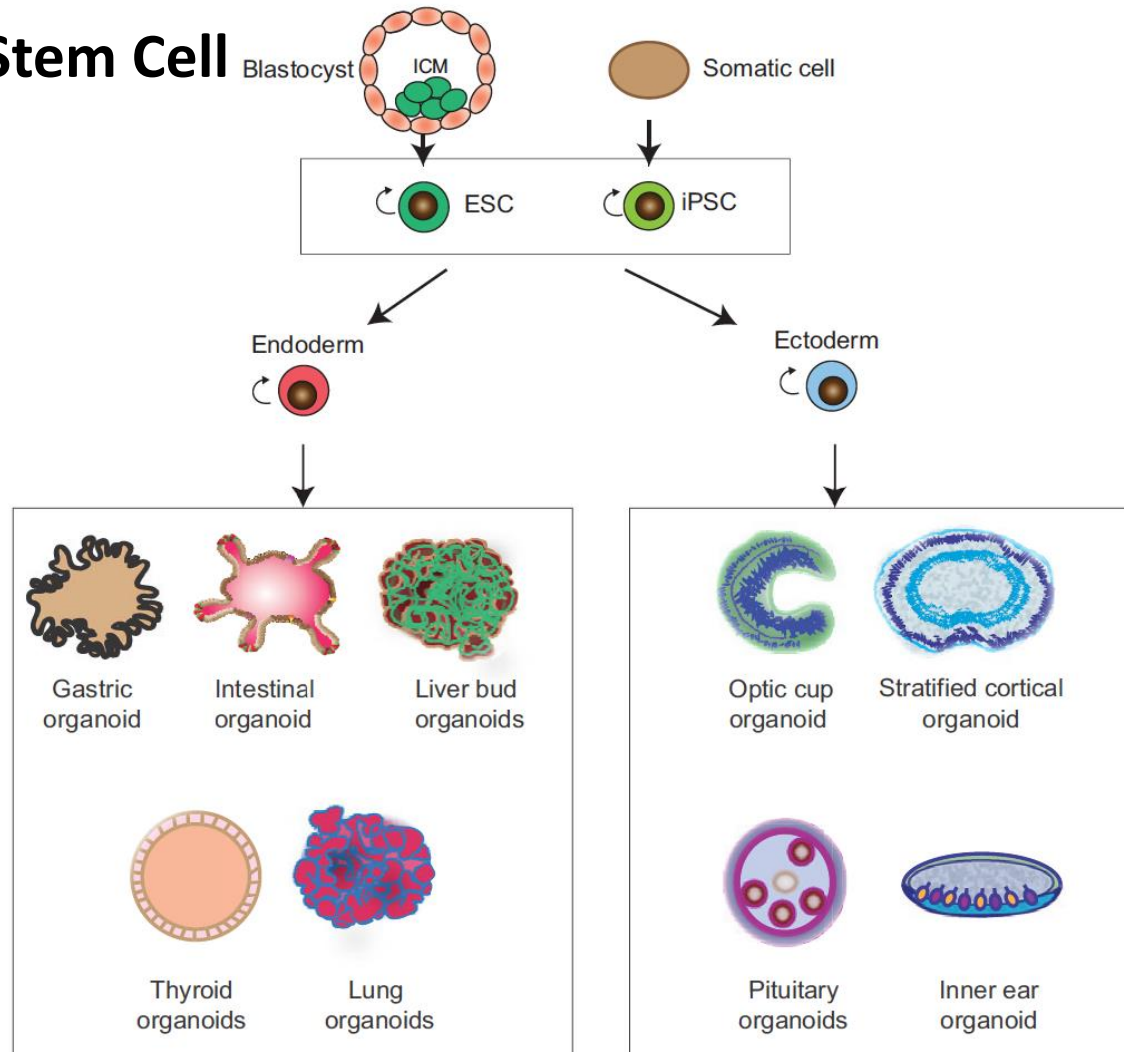 Stem Cell
Blastocyst
ICM
Somatic cell
ESC
iPSC
Endoderm
Ectoderm
Gastric
organoid
Intestinal
organoid
Liver bud
organoids
Optic cup
organoid
Stratified cortical
organoid
Thyroid
organoids
Lung
organoids
Pituitary
organoids
Inner ear
organoid